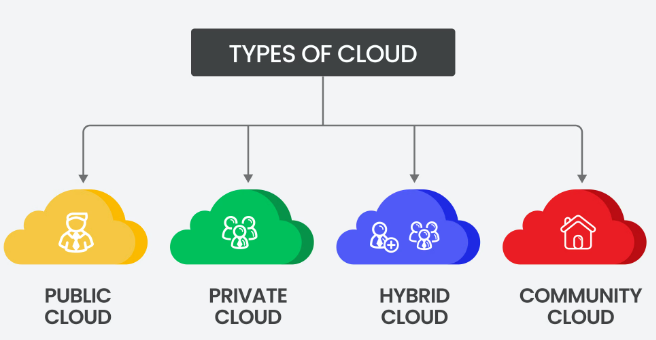 TYPES OF CLOUD
PUBLIC
CLOUD
PRIVATE
CLOUD
HYBRID
CLOUD
COMMUNITY
CLOUD